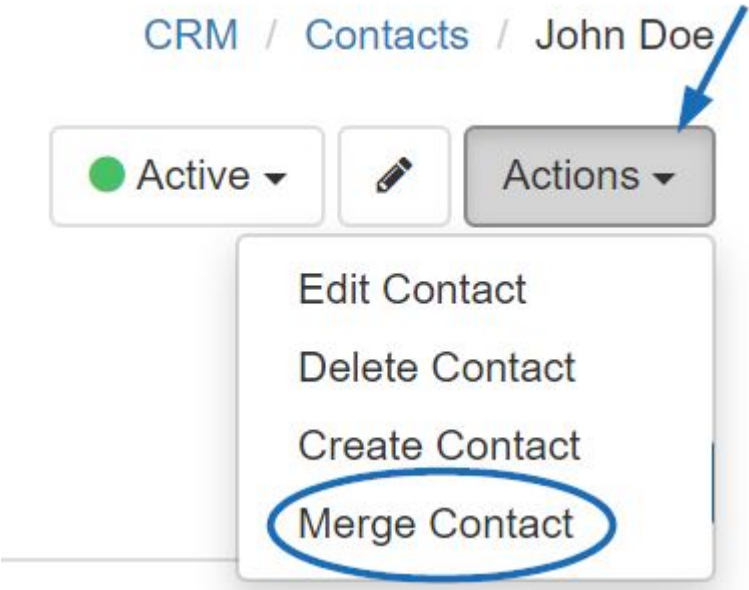 CRM / Contacts / John Doe
Active Actions
Edit Contact
Delete Contact
Create Contact
Merge Contact